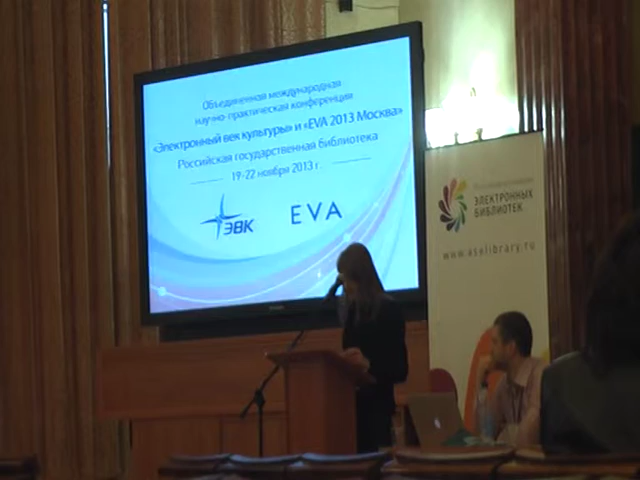 Объединенная международная
научно-практическая конференция
«Электронный век культуры» и «EVA 2013 Москва»
Российская государственная библиотека
19-22 ноября 2013 г.
ЭВК
EVA
ЭЛЕКТРОННЫХ
БИБЛИОТЕК
www.aselibrary.ru